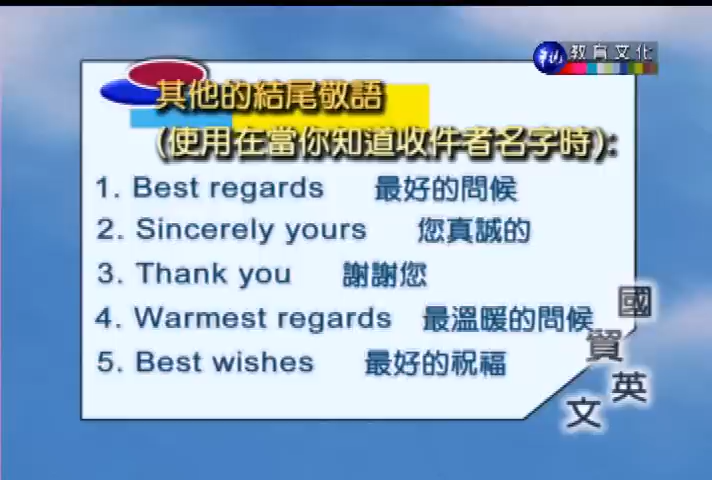 華視
教育文化
其他的結尾敬語
(使用在當你知道收件者名字時):
1. Best regards 最好的問候
2. Sincerely yours 您真誠的
3. Thank you 謝謝您
4. Warmest regards 最溫暖的問候
5. Best wishes 最好的祝福
國貿英文